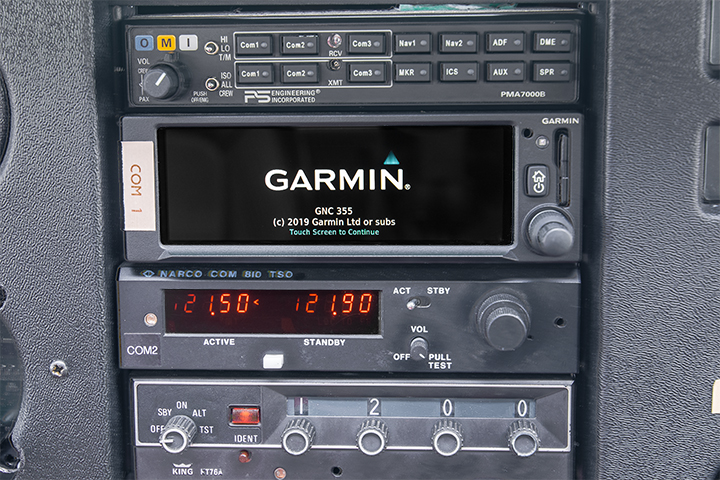 O M I
HI
LO
T/M
Com1 Com2 Com3 Nav1 Nav2 ADF DME
RCV
VOL
CREW
PAX
ISO
ALL
CREW
PUSH
Com1 Com2 Com3 MKR ICS AUX SPR
XMT
PS ENGINEERING®
INCORPORATED
PMA7000B
GARMIN
COM 1
GARMIN®
GNC 355
(c) 2019 Garmin Ltd or subs
Touch Screen to Continue
NARCO COM 810 TSO
121.50< 121.90
ACTIVE STANDBY
COM2
ACT STBY
VOL
OFF PULL
TEST
OFF SBY ON ALT TST
IDENT
1 2 0 0
KING KT76A